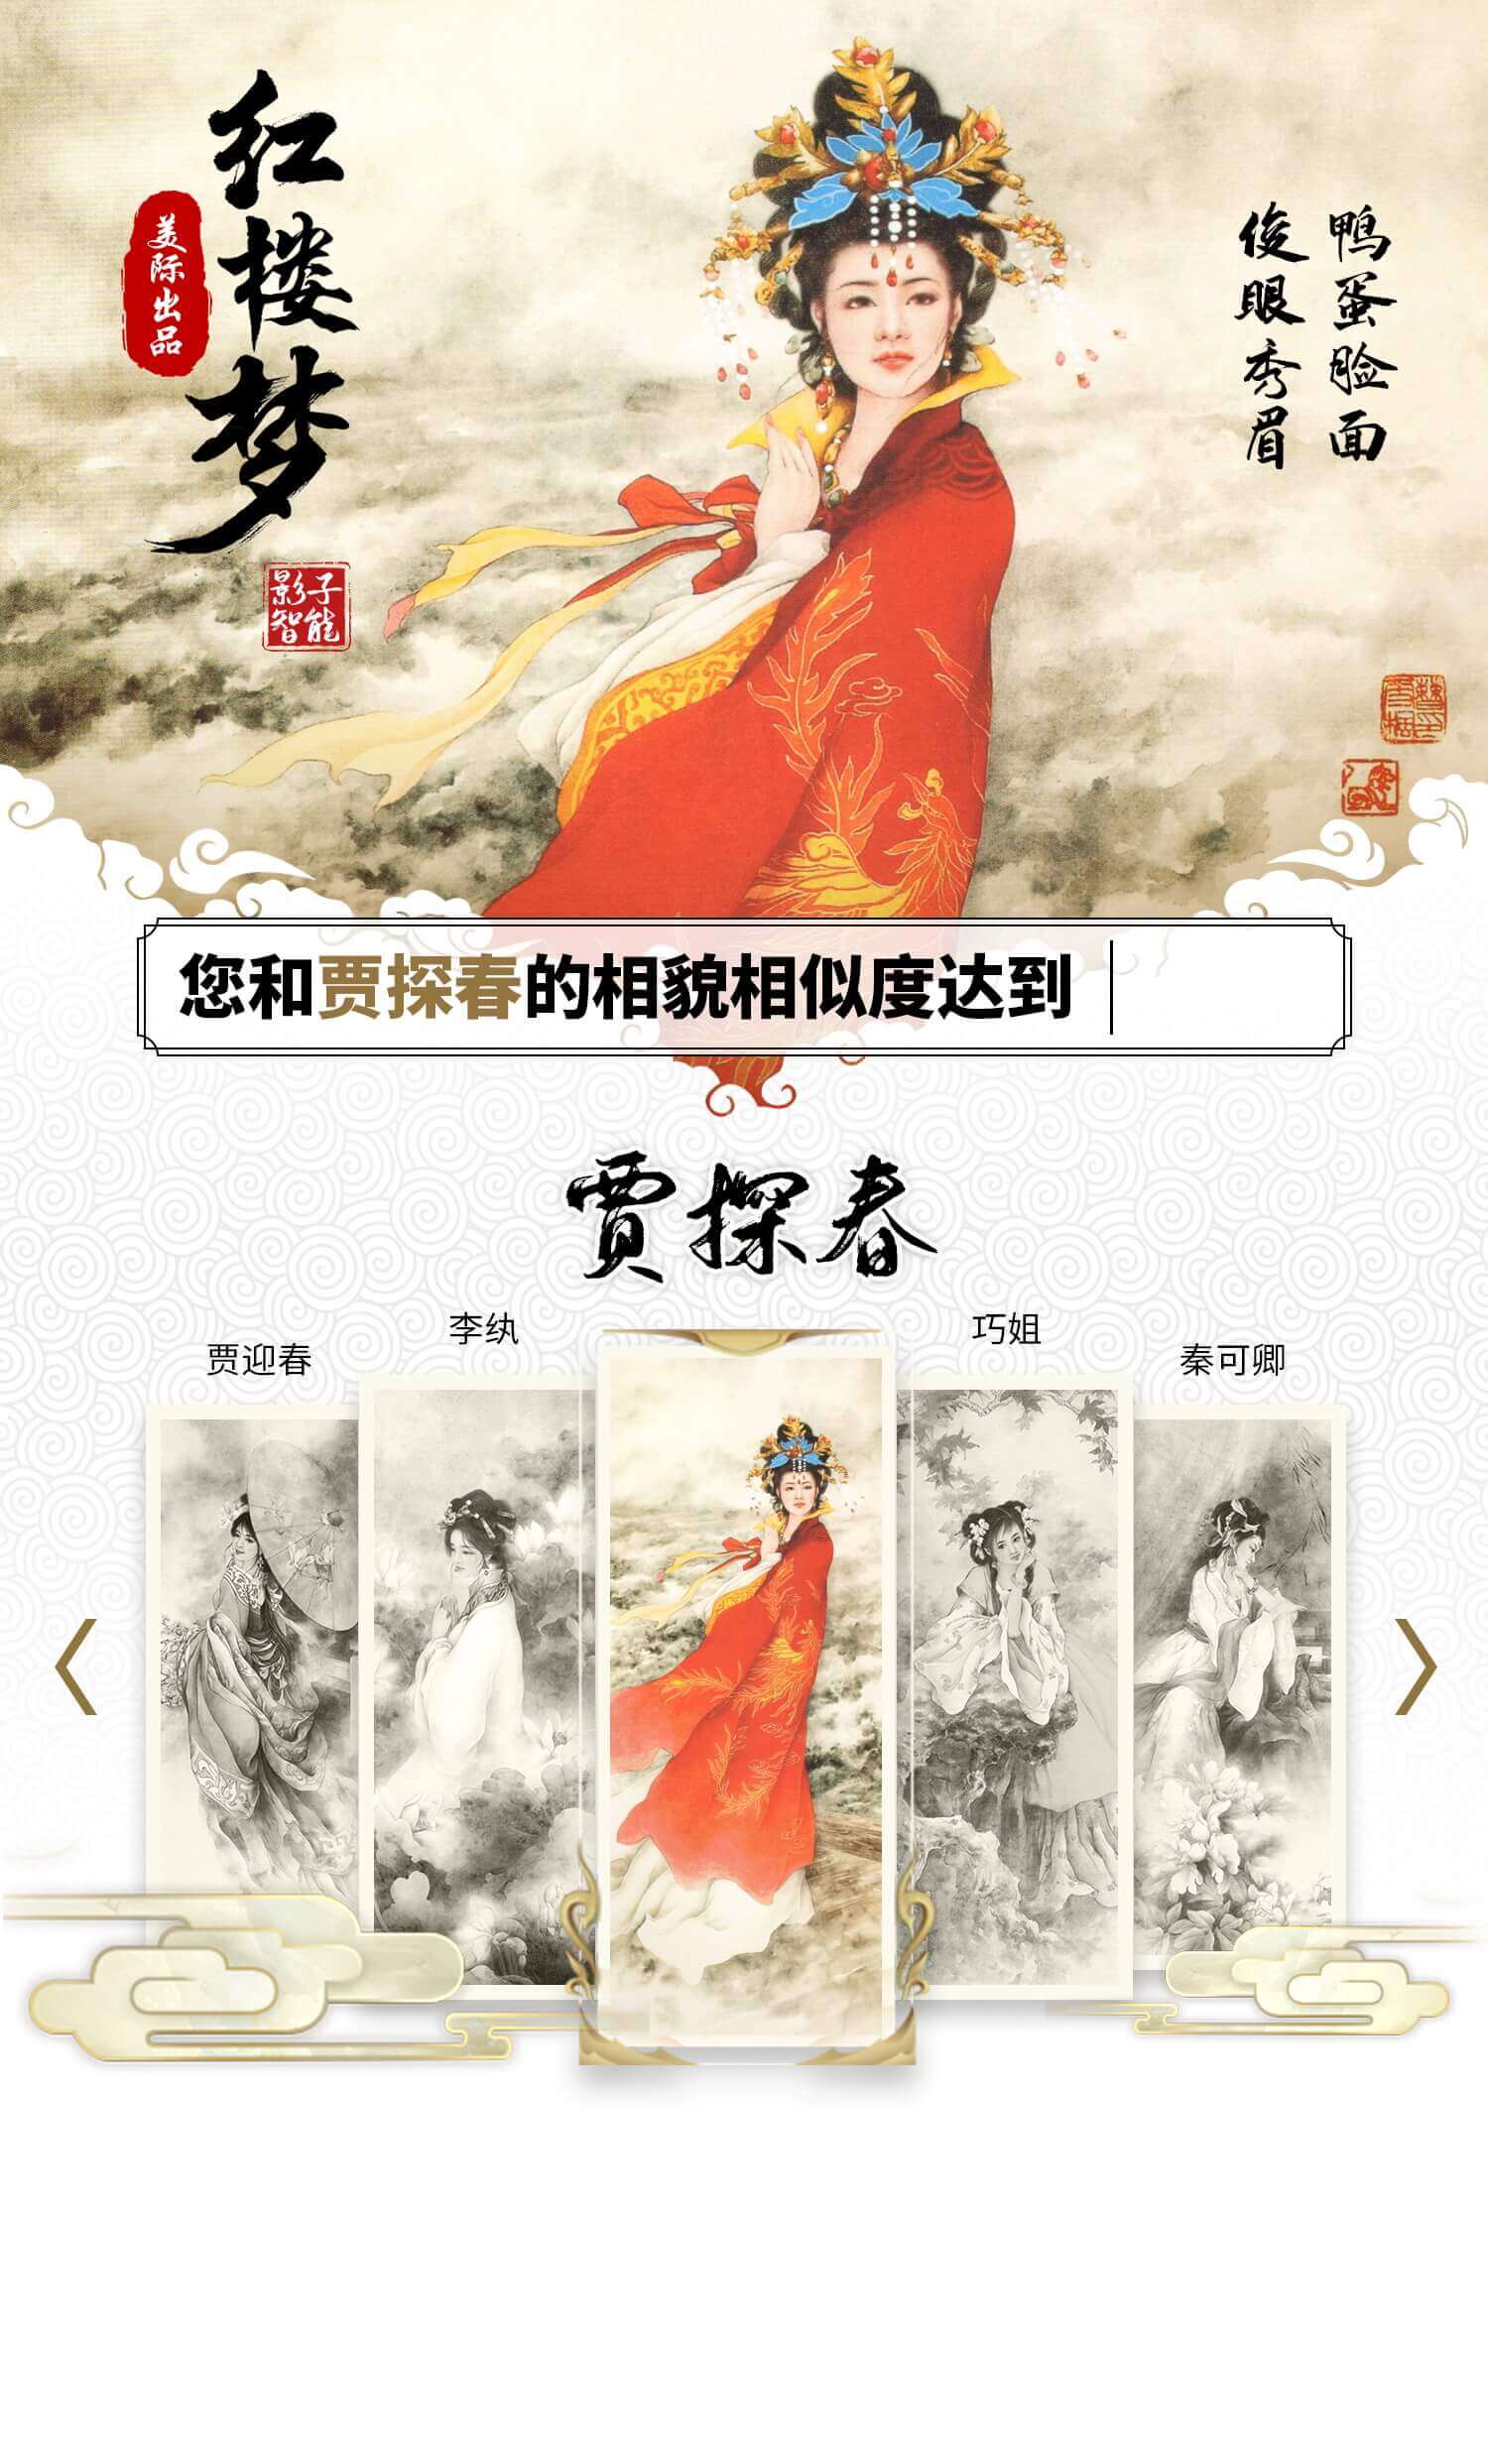 红楼梦
美际出品
影子
智能
鸭蛋脸面
俊眼秀眉
您和贾探春的相貌相似度达到
贾探春
贾迎春
李纨
巧姐
秦可卿